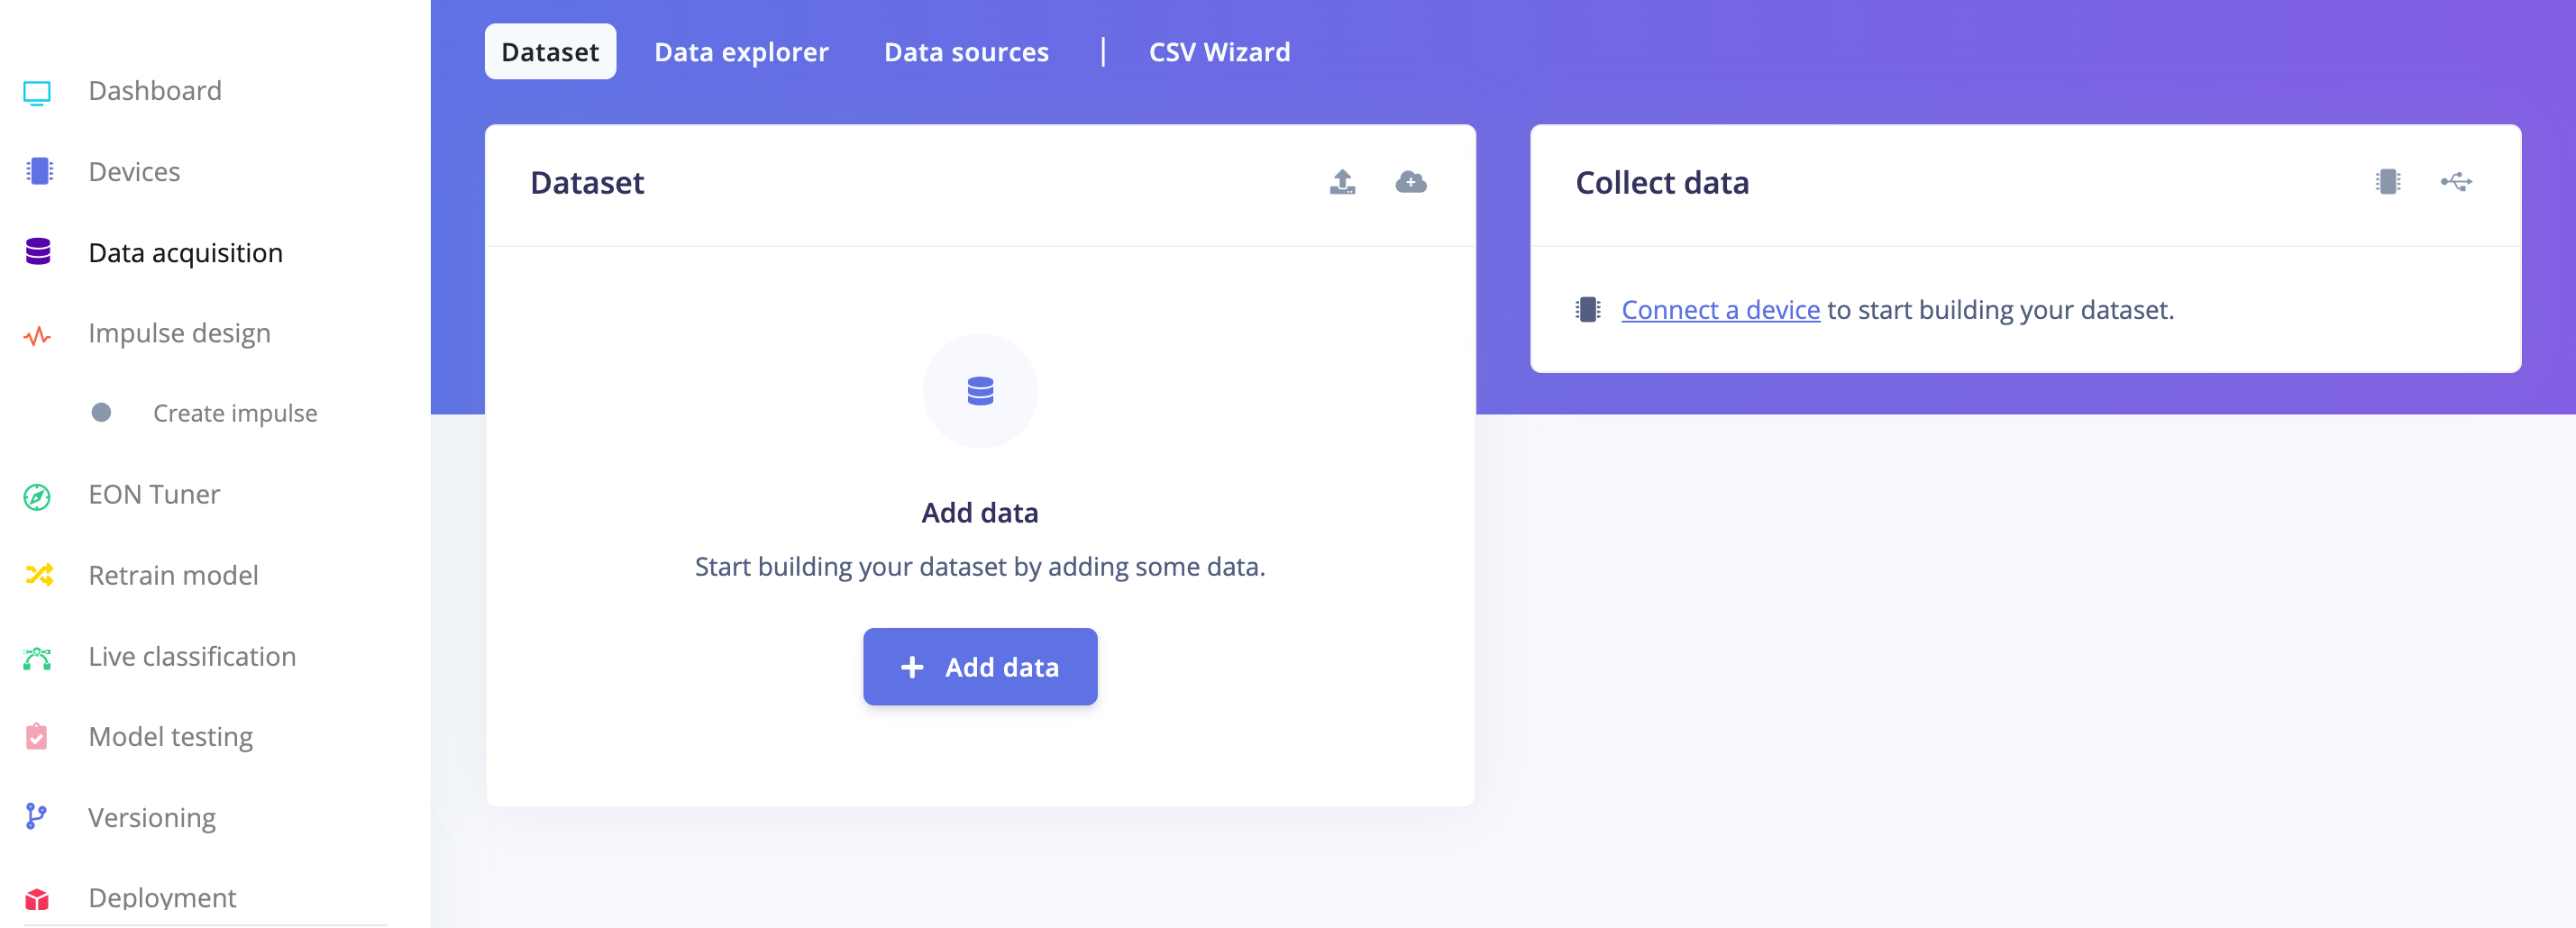 Dashboard
Devices
Data acquisition
Impulse design
Create impulse
EON Tuner
Retrain model
Live classification
Model testing
Versioning
Deployment
Dataset
Data explorer
Data sources
|
CSV Wizard
Dataset
Add data
Start building your dataset by adding some data.
+ Add data
Collect data
Connect a device to start building your dataset.